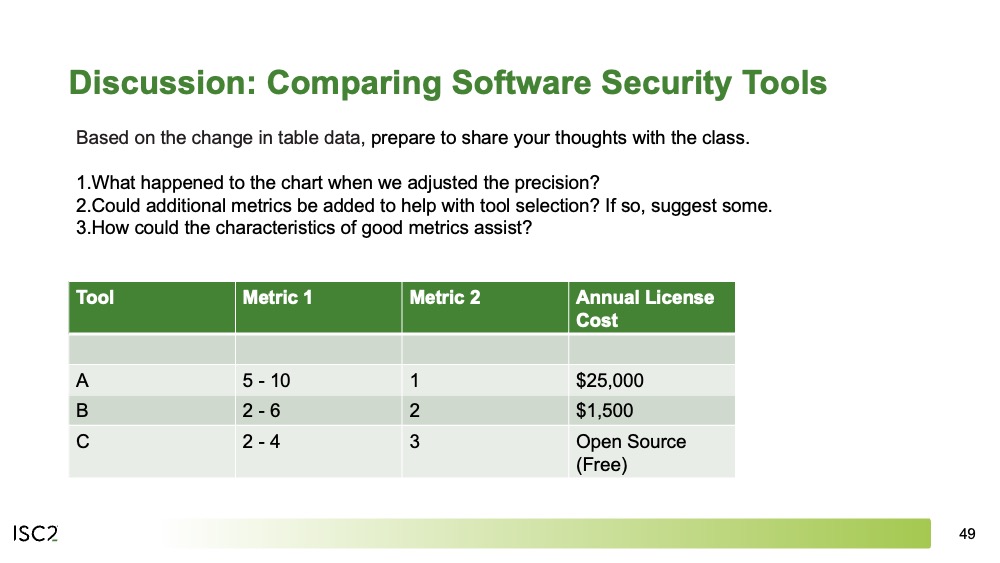 Discussion: Comparing Software Security Tools
Based on the change in table data, prepare to share your thoughts with the class.
1.What happened to the chart when we adjusted the precision?
2.Could additional metrics be added to help with tool selection? If so, suggest some.
3.How could the characteristics of good metrics assist?
Tool Metric 1 Metric 2 Annual License
Cost
A 5 - 10 1 $25,000
B 2 - 6 2 $1,500
C 2 - 4 3 Open Source
(Free)
ISC2 49